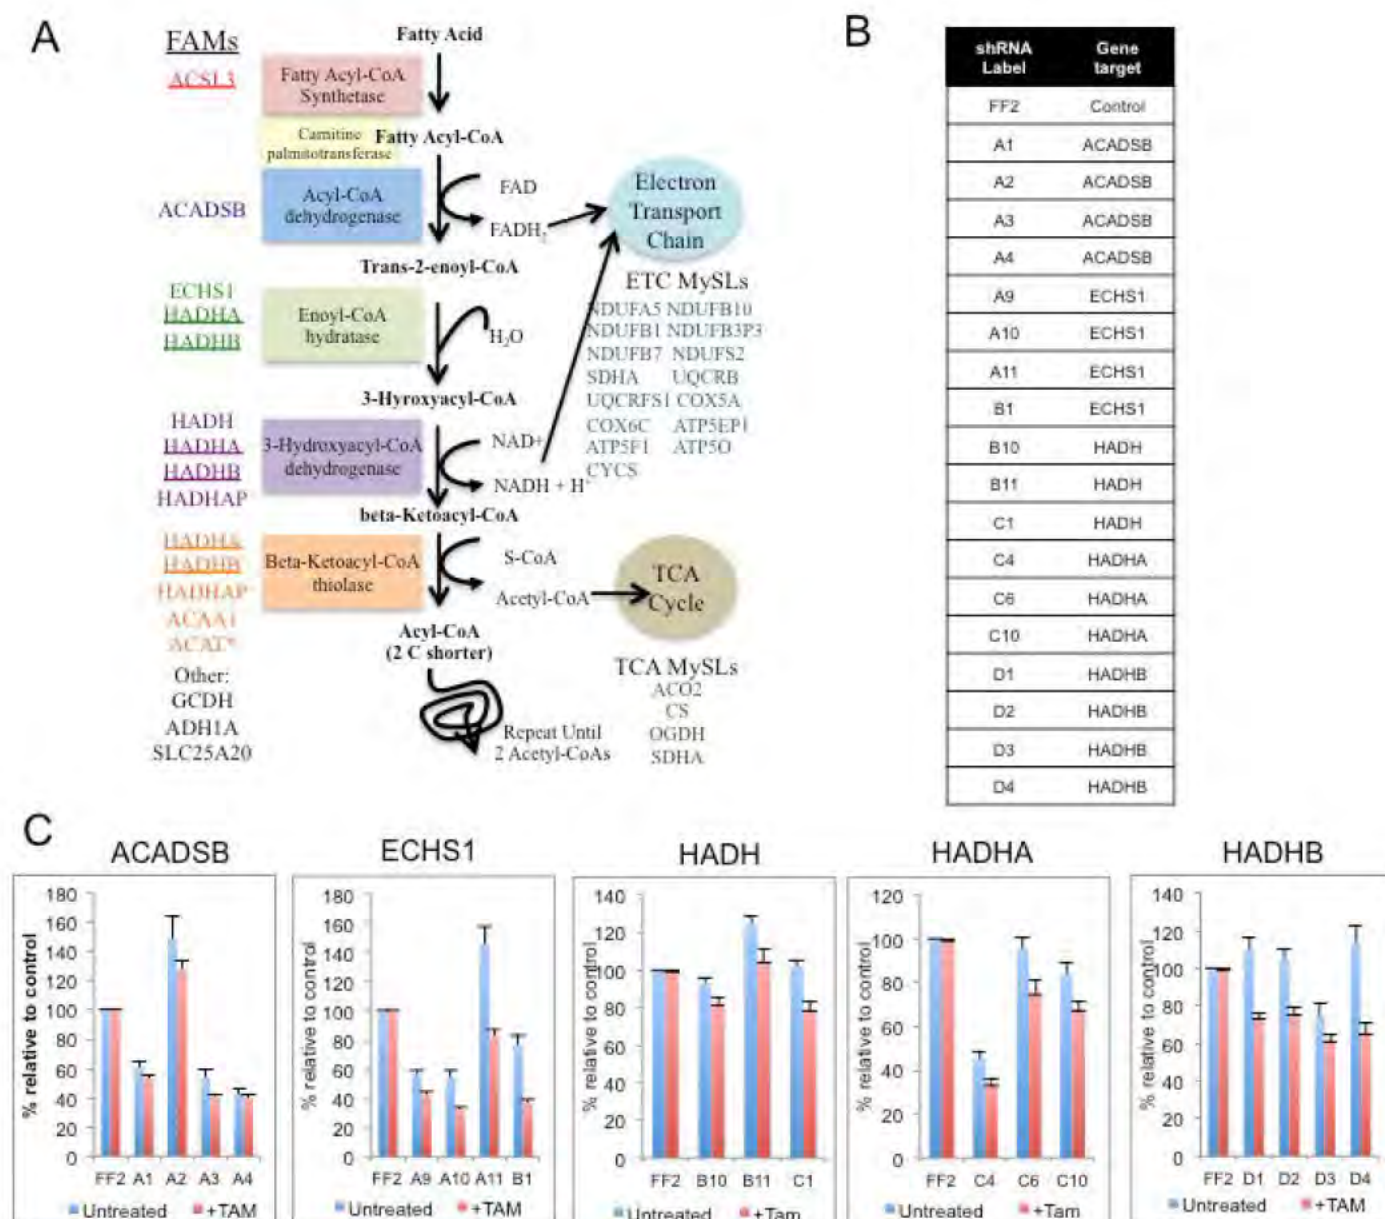 A
FAMs
ACSL3
ACADSB
ECHS1
HADHA
HADHB
HADH
HADHA
HADHB
HADHAP
HADHA
HADHB
HADHAP
ACAA1
ACAT*
Other:
GCDH
ADH1A
SLC25A20
Fatty Acid
Fatty Acyl-CoA
Synthetase
Carnitine
palmitotransferase
Fatty Acyl-CoA
Acyl-CoA
dehydrogenase
FAD
FADH2
Trans-2-enoyl-CoA
Enoyl-CoA
hydratase
H2O
3-Hyroxyacyl-CoA
3-Hydroxyacyl-CoA
dehydrogenase
NAD+
NADH + H+
beta-Ketoacyl-CoA
Beta-Ketoacyl-CoA
thiolase
S-CoA
Acetyl-CoA
Acyl-CoA
(2 C shorter)
Repeat Until
2 Acetyl-CoAs
Electron
Transport
Chain
ETC MySLs
NDUFA5 NDUFB10
NDUFB1 NDUFB3P3
NDUFB7 NDUFS2
SDHA UQCRB
UQCRFS1 COX5A
COX6C ATP5EP1
ATP5F1 ATP5O
CYCS
TCA
Cycle
TCA MySLs
ACO2
CS
OGDH
SDHA
B
shRNA Label Gene target
FF2 Control
A1 ACADSB
A2 ACADSB
A3 ACADSB
A4 ACADSB
A9 ECHS1
A10 ECHS1
A11 ECHS1
B1 ECHS1
B10 HADH
B11 HADH
C1 HADH
C4 HADHA
C6 HADHA
C10 HADHA
D1 HADHB
D2 HADHB
D3 HADHB
D4 HADHB
C
ACADSB
% relative to control
180
160
140
120
100
80
60
40
20
0
FF2 A1 A2 A3 A4
Untreated +TAM
ECHS1
% relative to control
180
160
140
120
100
80
60
40
20
0
FF2 A9 A10 A11 B1
Untreated +TAM
HADH
% relative to control
140
120
100
80
60
40
20
0
FF2 B10 B11 C1
Untreated +Tam
HADHA
% relative to control
120
100
80
60
40
20
0
FF2 C4 C6 C10
Untreated +Tam
HADHB
% relative to control
140
120
100
80
60
40
20
0
FF2 D1 D2 D3 D4
Untreated +TAM